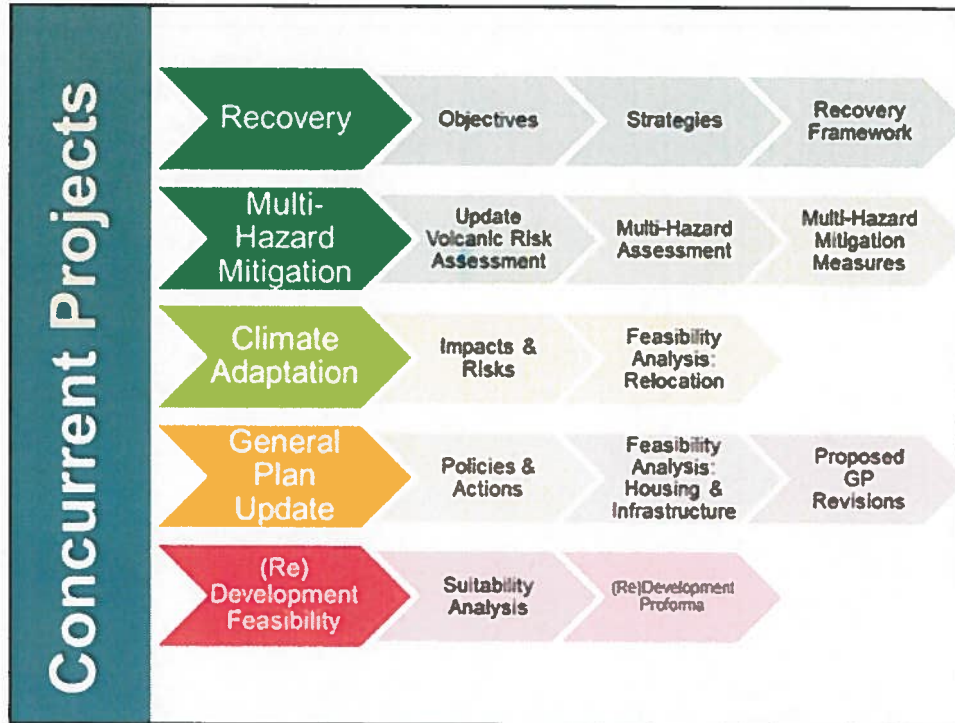 Concurrent Projects
Recovery
Objectives
Strategies
Recovery
Framework
Multi-
Hazard
Mitigation
Update
Volcanic Risk
Assessment
Multi-Hazard
Assessment
Multi-Hazard
Mitigation
Measures
Climate
Adaptation
Impacts &
Risks
Feasibility
Analysis:
Relocation
General
Plan
Update
Policies &
Actions
Feasibility
Analysis:
Housing &
Infrastructure
Proposed
GP
Revisions
(Re)
Development
Feasibility
Suitability
Analysis
(Re)Development
Proforma